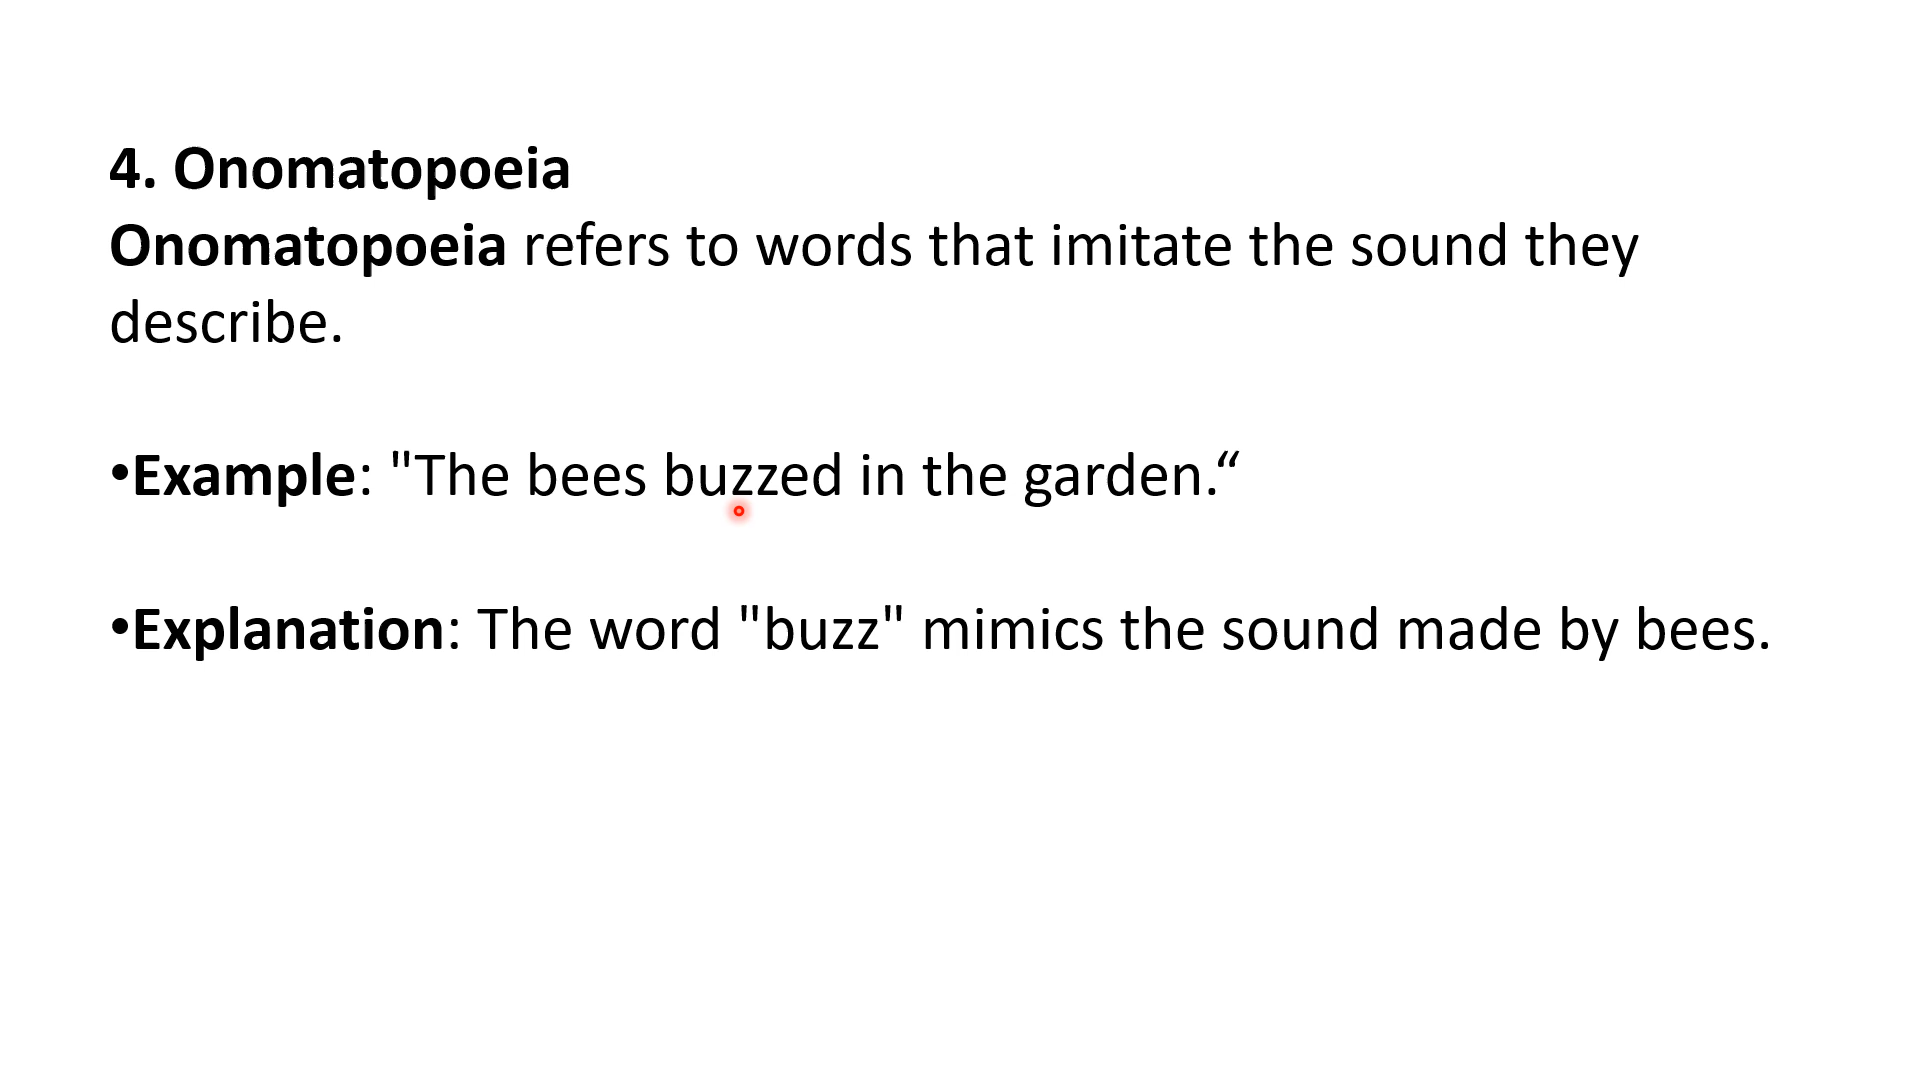 4. Onomatopoeia
Onomatopoeia refers to words that imitate the sound they
describe.
•Example: "The bees buzzed in the garden.“
•Explanation: The word "buzz" mimics the sound made by bees.